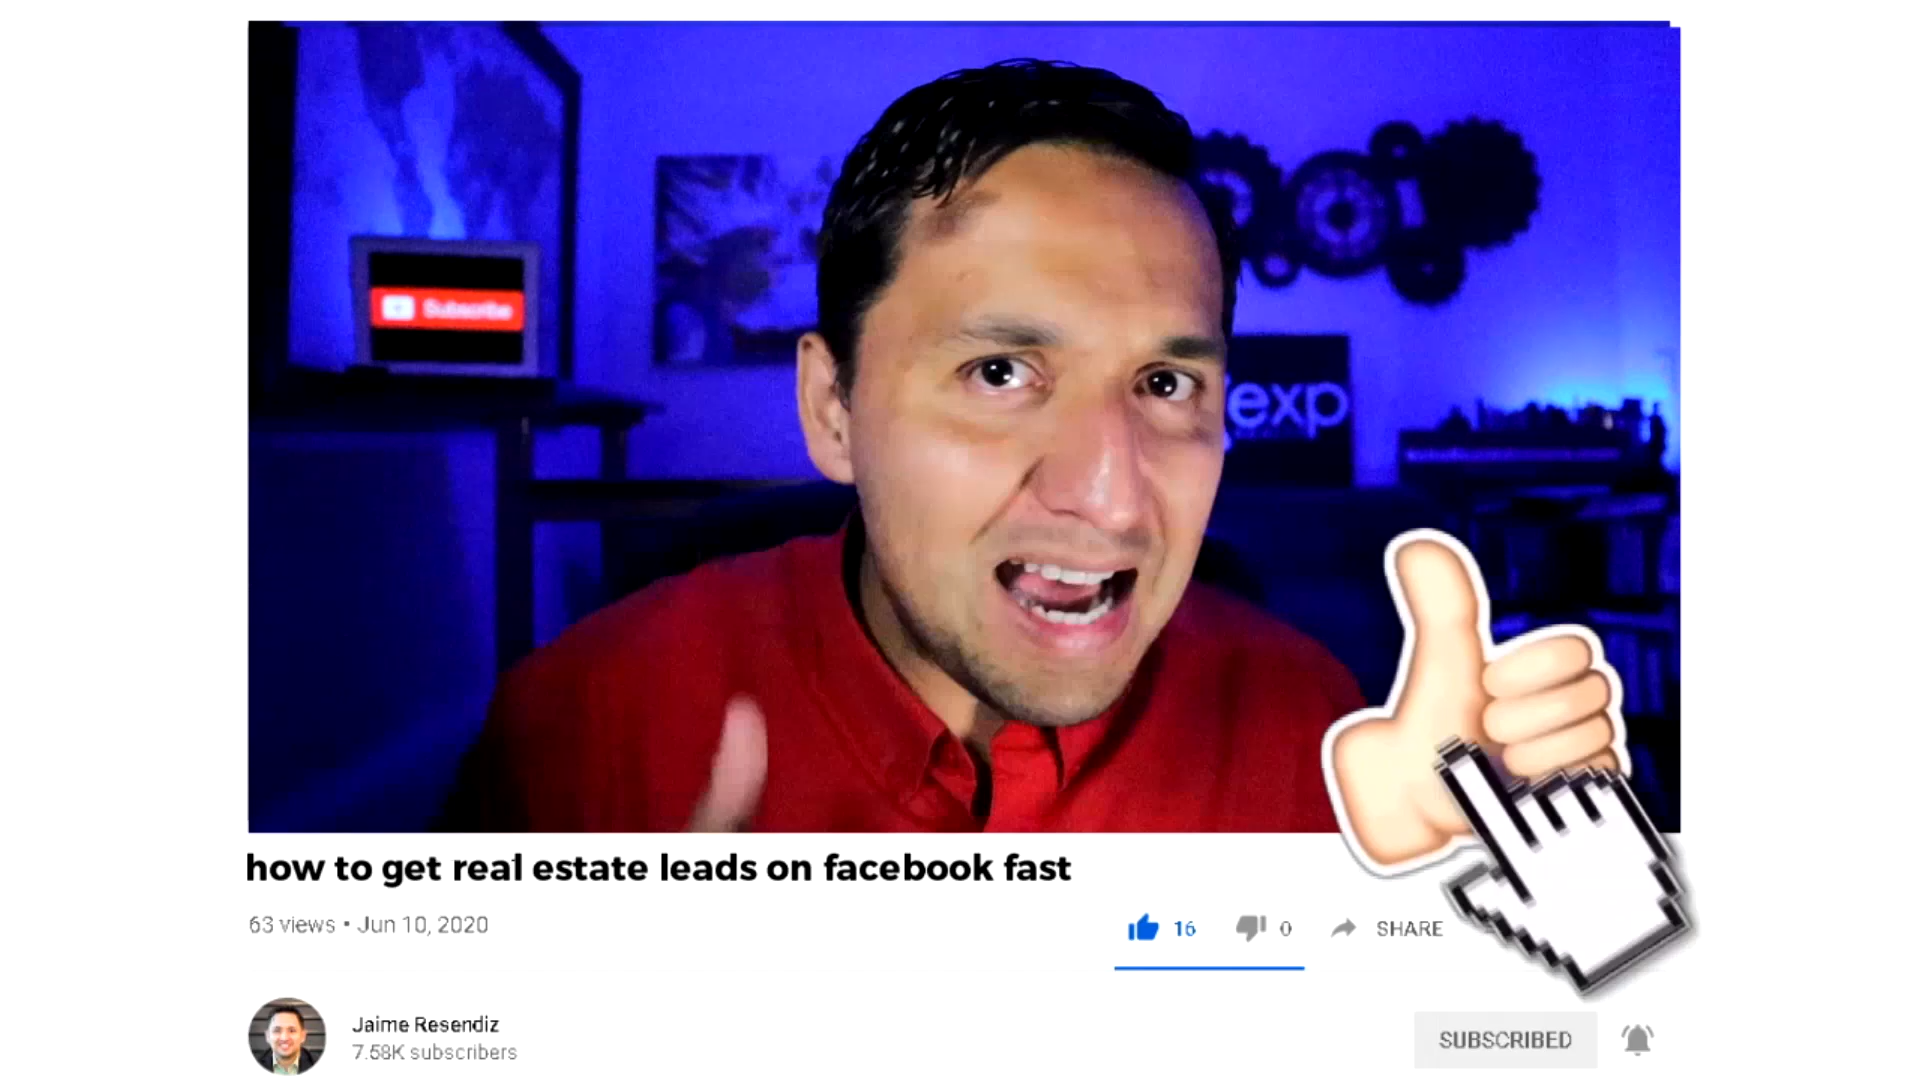 Subscribe
exp
how to get real estate leads on facebook fast
63 views • Jun 10, 2020
16
0
SHARE
Jaime Resendiz
7.58K subscribers
SUBSCRIBED